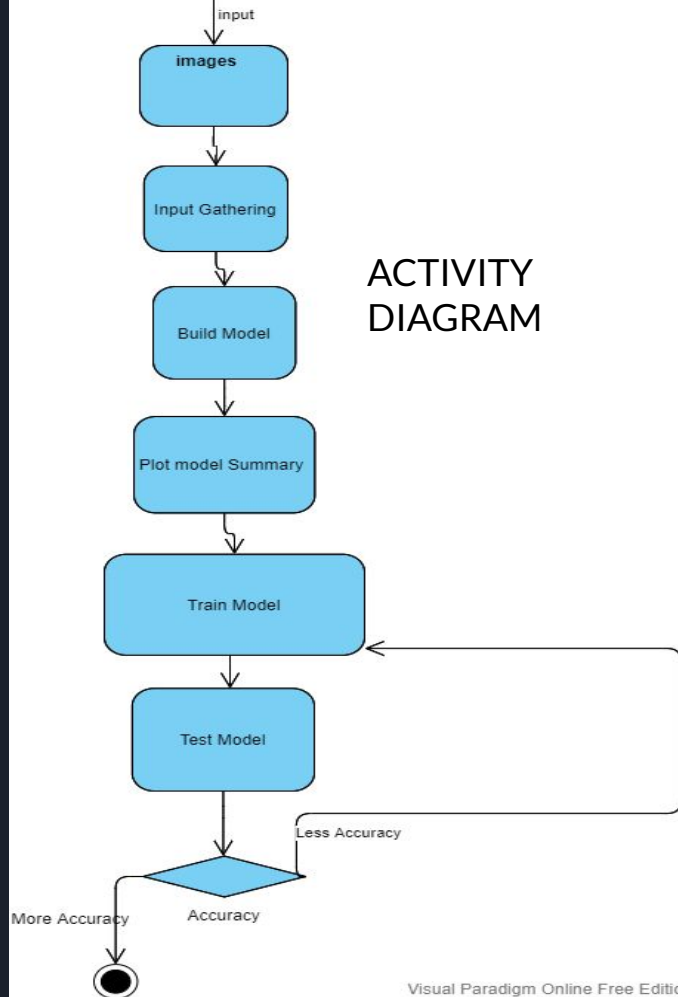 input
images
Input Gathering
ACTIVITY
DIAGRAM
Build Model
Plot model Summary
Train Model
Test Model
Less Accuracy
More Accuracy
Accuracy
Visual Paradigm Online Free Editio